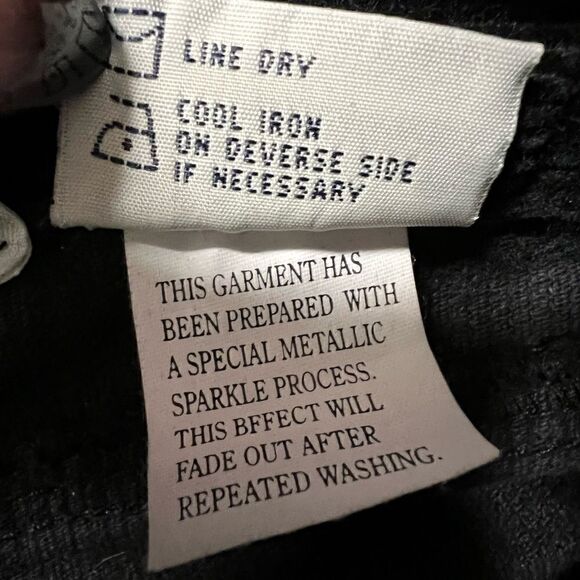 LINE DRY
COOL IRON
ON DEVERSE SIDE
IF NECESSARY
THIS GARMENT HAS
BEEN PREPARED WITH
A SPECIAL METALLIC
SPARKLE PROCESS.
THIS BFFECT WILL
FADE OUT AFTER
REPEATED WASHING.